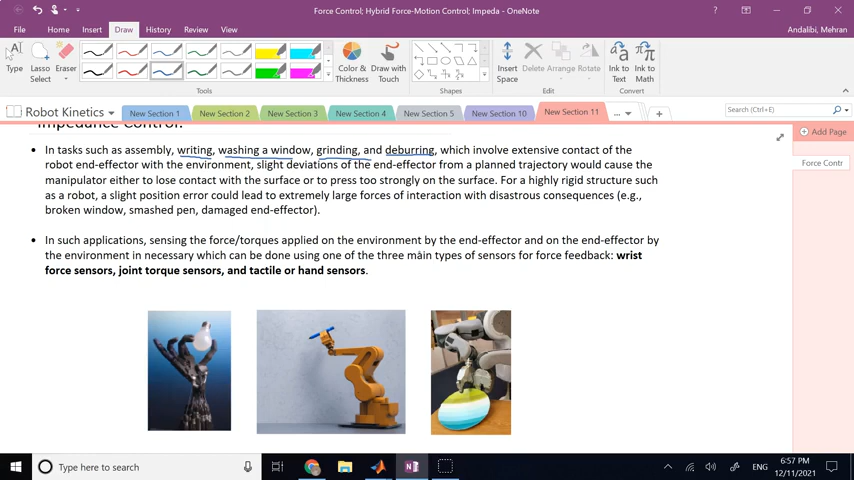 Force Control; Hybrid Force-Motion Control; Impeda - OneNote
Andalibi, Mehran
File
Home
Insert
Draw
History
Review
View
Type
Lasso Select
Eraser
Color & Thickness
Draw with Touch
Insert Space
Delete
Arrange
Rotate
Ink to Text
Ink to Math
Tools
Shapes
Edit
Convert
Robot Kinetics
New Section 1
New Section 2
New Section 3
New Section 4
New Section 5
New Section 10
New Section 11
...
Search (Ctrl+E)
Add Page
Force Contr
Impedance Control:
• In tasks such as assembly, writing, washing a window, grinding, and deburring, which involve extensive contact of the
robot end-effector with the environment, slight deviations of the end-effector from a planned trajectory would cause the
manipulator either to lose contact with the surface or to press too strongly on the surface. For a highly rigid structure such
as a robot, a slight position error could lead to extremely large forces of interaction with disastrous consequences (e.g.,
broken window, smashed pen, damaged end-effector).
• In such applications, sensing the force/torques applied on the environment by the end-effector and on the end-effector by
the environment in necessary which can be done using one of the three main types of sensors for force feedback: wrist
force sensors, joint torque sensors, and tactile or hand sensors.
Type here to search
ENG
6:57 PM
12/11/2021